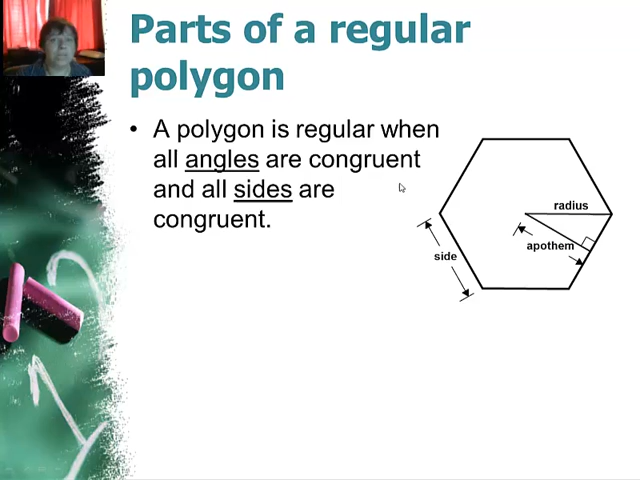 Parts of a regular
polygon
• A polygon is regular when
all angles are congruent
and all sides are
congruent.
radius
apothem
side